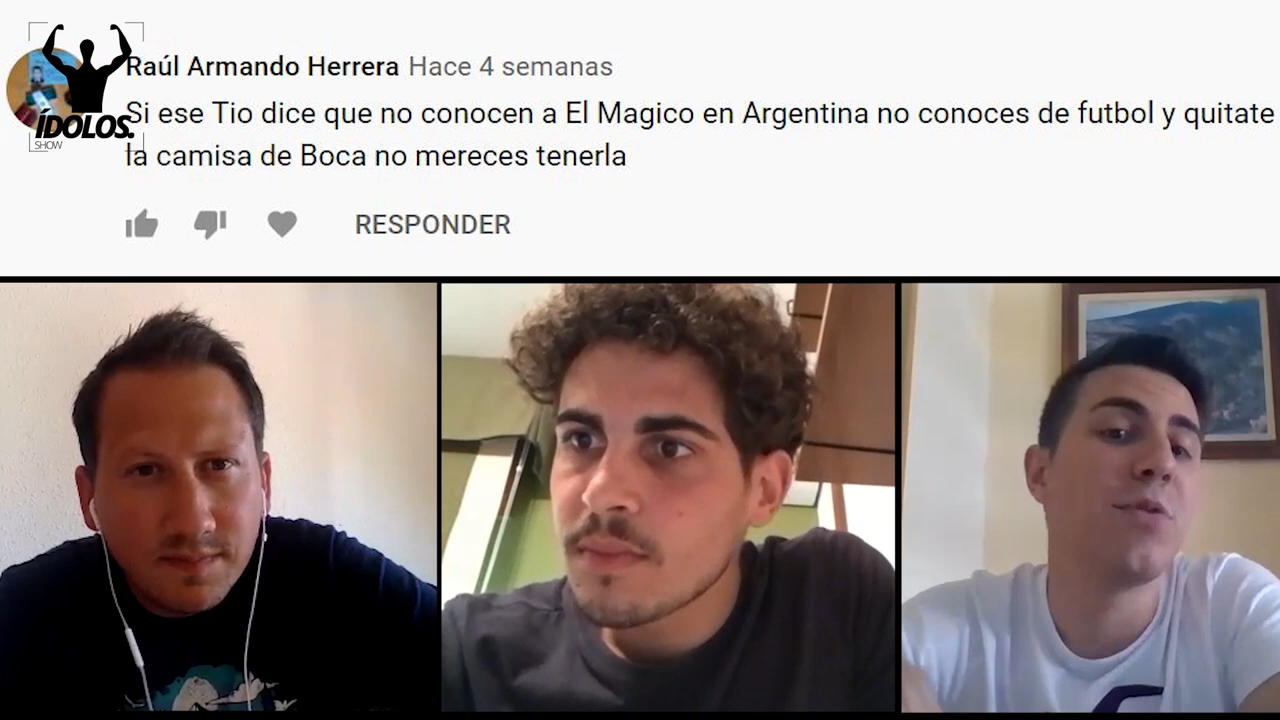 ÍDOLOS.
SHOW
Raúl Armando Herrera Hace 4 semanas
Si ese Tio dice que no conocen a El Magico en Argentina no conoces de futbol y quitate
la camisa de Boca no mereces tenerla
RESPONDER